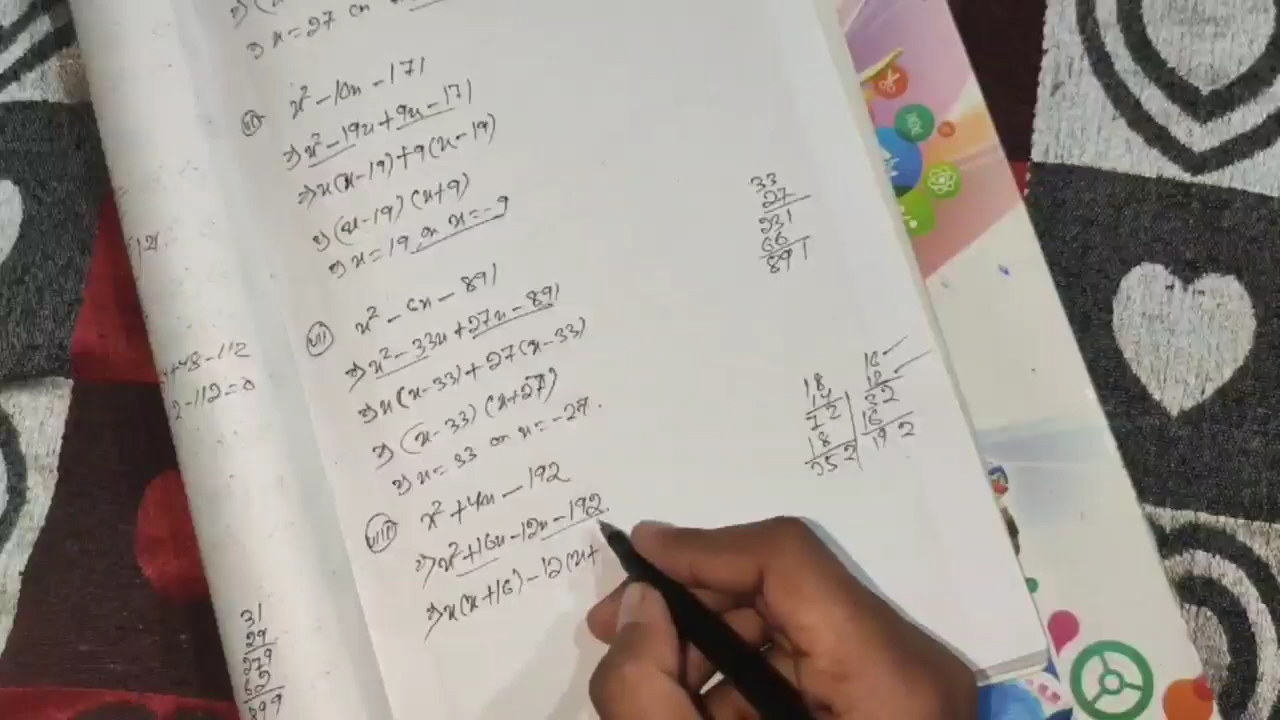 ⇒ x = 27 or
vi) x² - 10x - 171
⇒ x² - 19x + 9x - 171
⇒ x(x-19) + 9(x-19)
⇒ (x-19) (x+9)
⇒ x = 19 or x = -9
vii) x² - 6x - 891
⇒ x² - 33x + 27x - 891
⇒ x(x-33) + 27(x-33)
⇒ (x-33) (x+27)
⇒ x = 33 or x = -27.
viii) x² + 4x - 192
⇒ x² + 16x - 12x - 192.
⇒ x(x+16) - 12(x+
+48-112
2-112=0
31
29
279
62
899
33
27
231
66
891
18
14
72
18
252
16
12
32
16
192